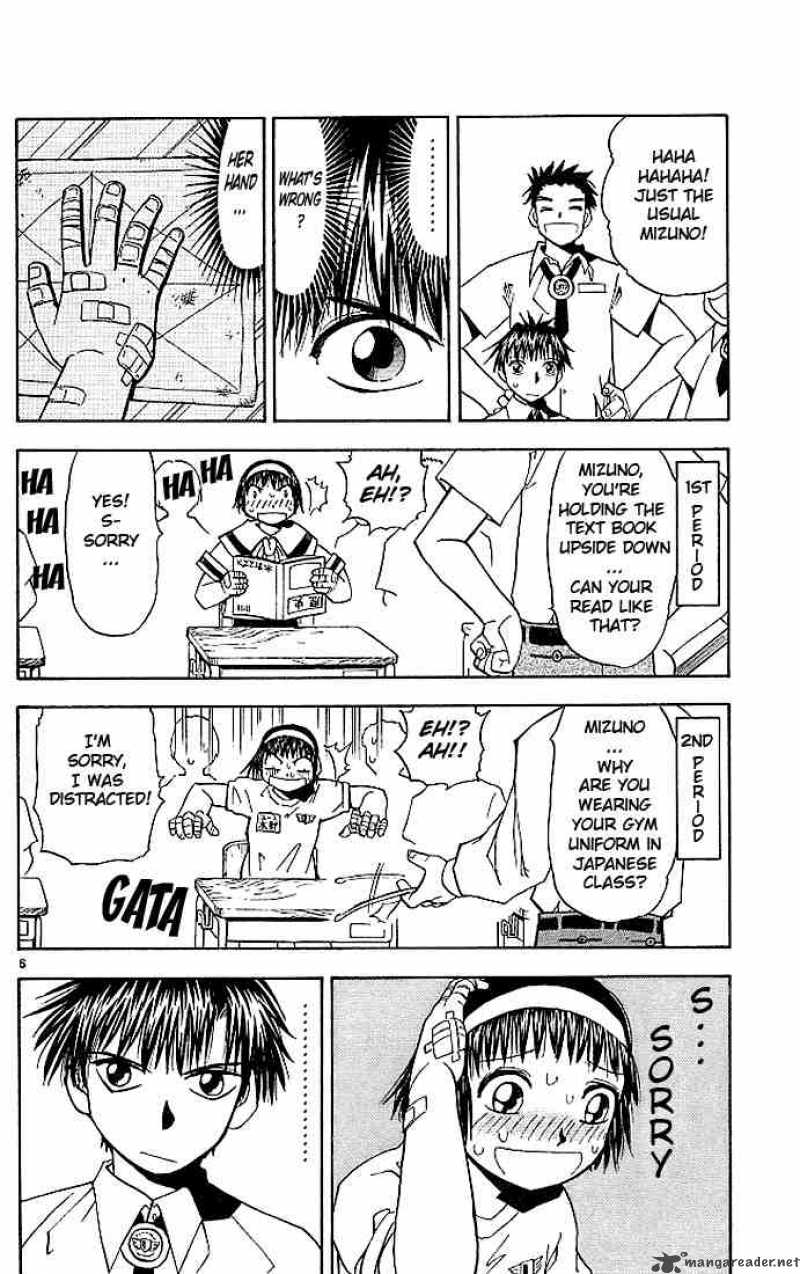 HAHA
HAHAHA!
JUST THE
USUAL
MIZUNO!
WHAT'S
WRONG
?
HER
HAND
...
1ST
PERIOD
MIZUNO,
YOU'RE
HOLDING THE
TEXT BOOK
UPSIDE DOWN
...
CAN YOUR
READ LIKE
THAT?
AH,
EH!?
HA
HA
YES!
S-
SORRY
...
HA
HA
HA
2ND
PERIOD
MIZUNO
...
WHY
ARE YOU
WEARING
YOUR GYM
UNIFORM IN
JAPANESE
CLASS?
EH!?
AH!!
I'M
SORRY,
I WAS
DISTRACTED!
GATA
6
S...
SORRY
mangareader.net